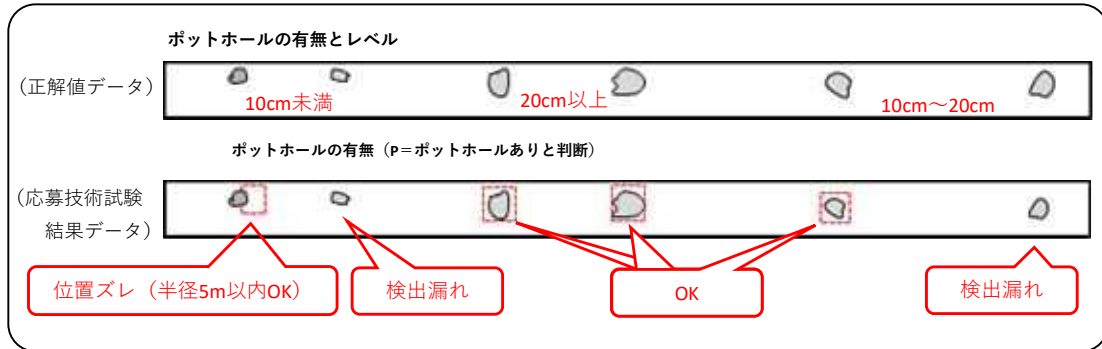 ポットホールの有無とレベル
（正解値データ）
10cm未満
20cm以上
10cm～20cm
ポットホールの有無（P＝ポットホールありと判断）
（応募技術試験
結果データ）
位置ズレ（半径5m以内OK）
検出漏れ
OK
検出漏れ